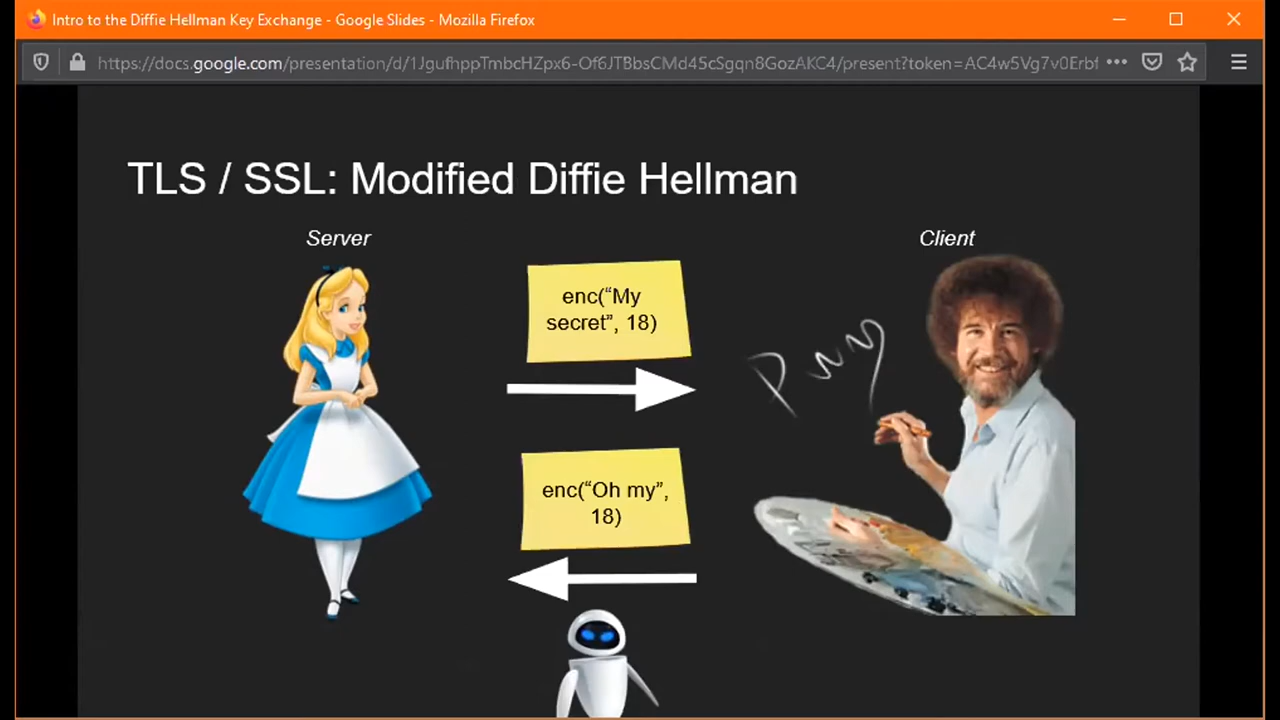 Intro to the Diffie Hellman Key Exchange - Google Slides - Mozilla Firefox
https://docs.google.com/presentation/d/1JgufhppTmbcHZpx6-Of6JTBbsCMd45cSgqn8GozAKC4/present?token=AC4w5Vg7v0Erbf
TLS / SSL: Modified Diffie Hellman
Server
Client
enc(“My
secret”, 18)
enc(“Oh my”,
18)